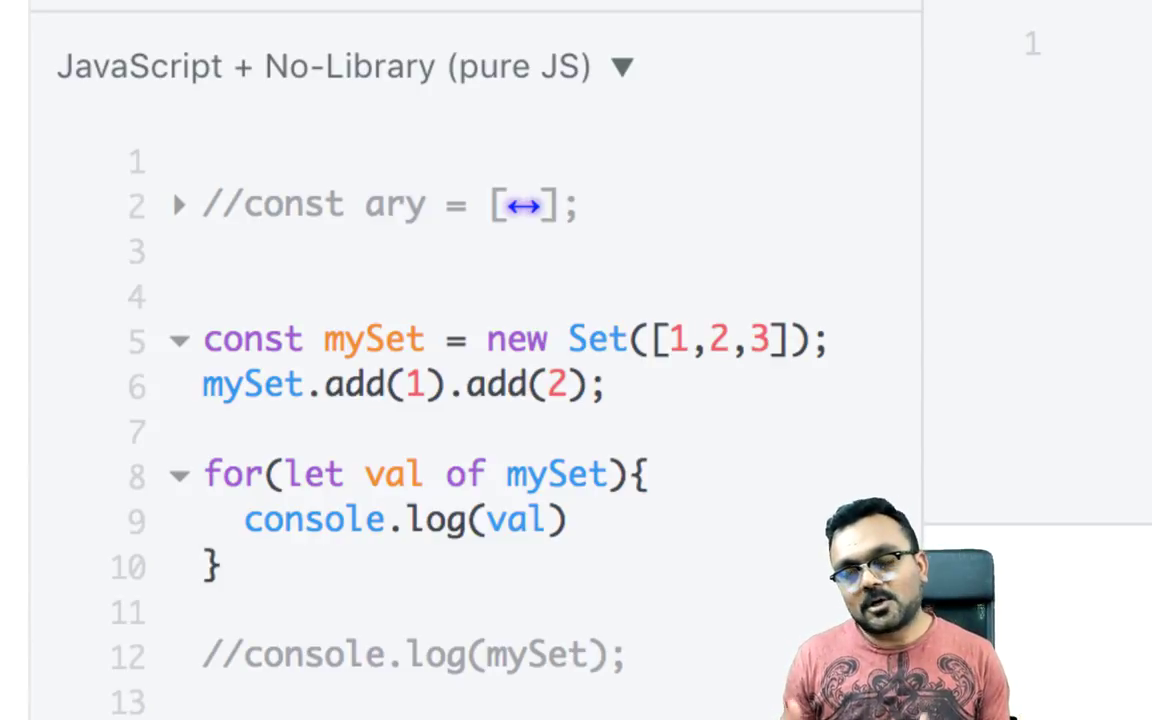 JavaScript + No-Library (pure JS) ▼
1
1
2 //const ary = [↔];
3
4
5 const mySet = new Set([1,2,3]);
6 mySet.add(1).add(2);
7
8 for(let val of mySet){
9 console.log(val)
10 }
11
12 //console.log(mySet);
13